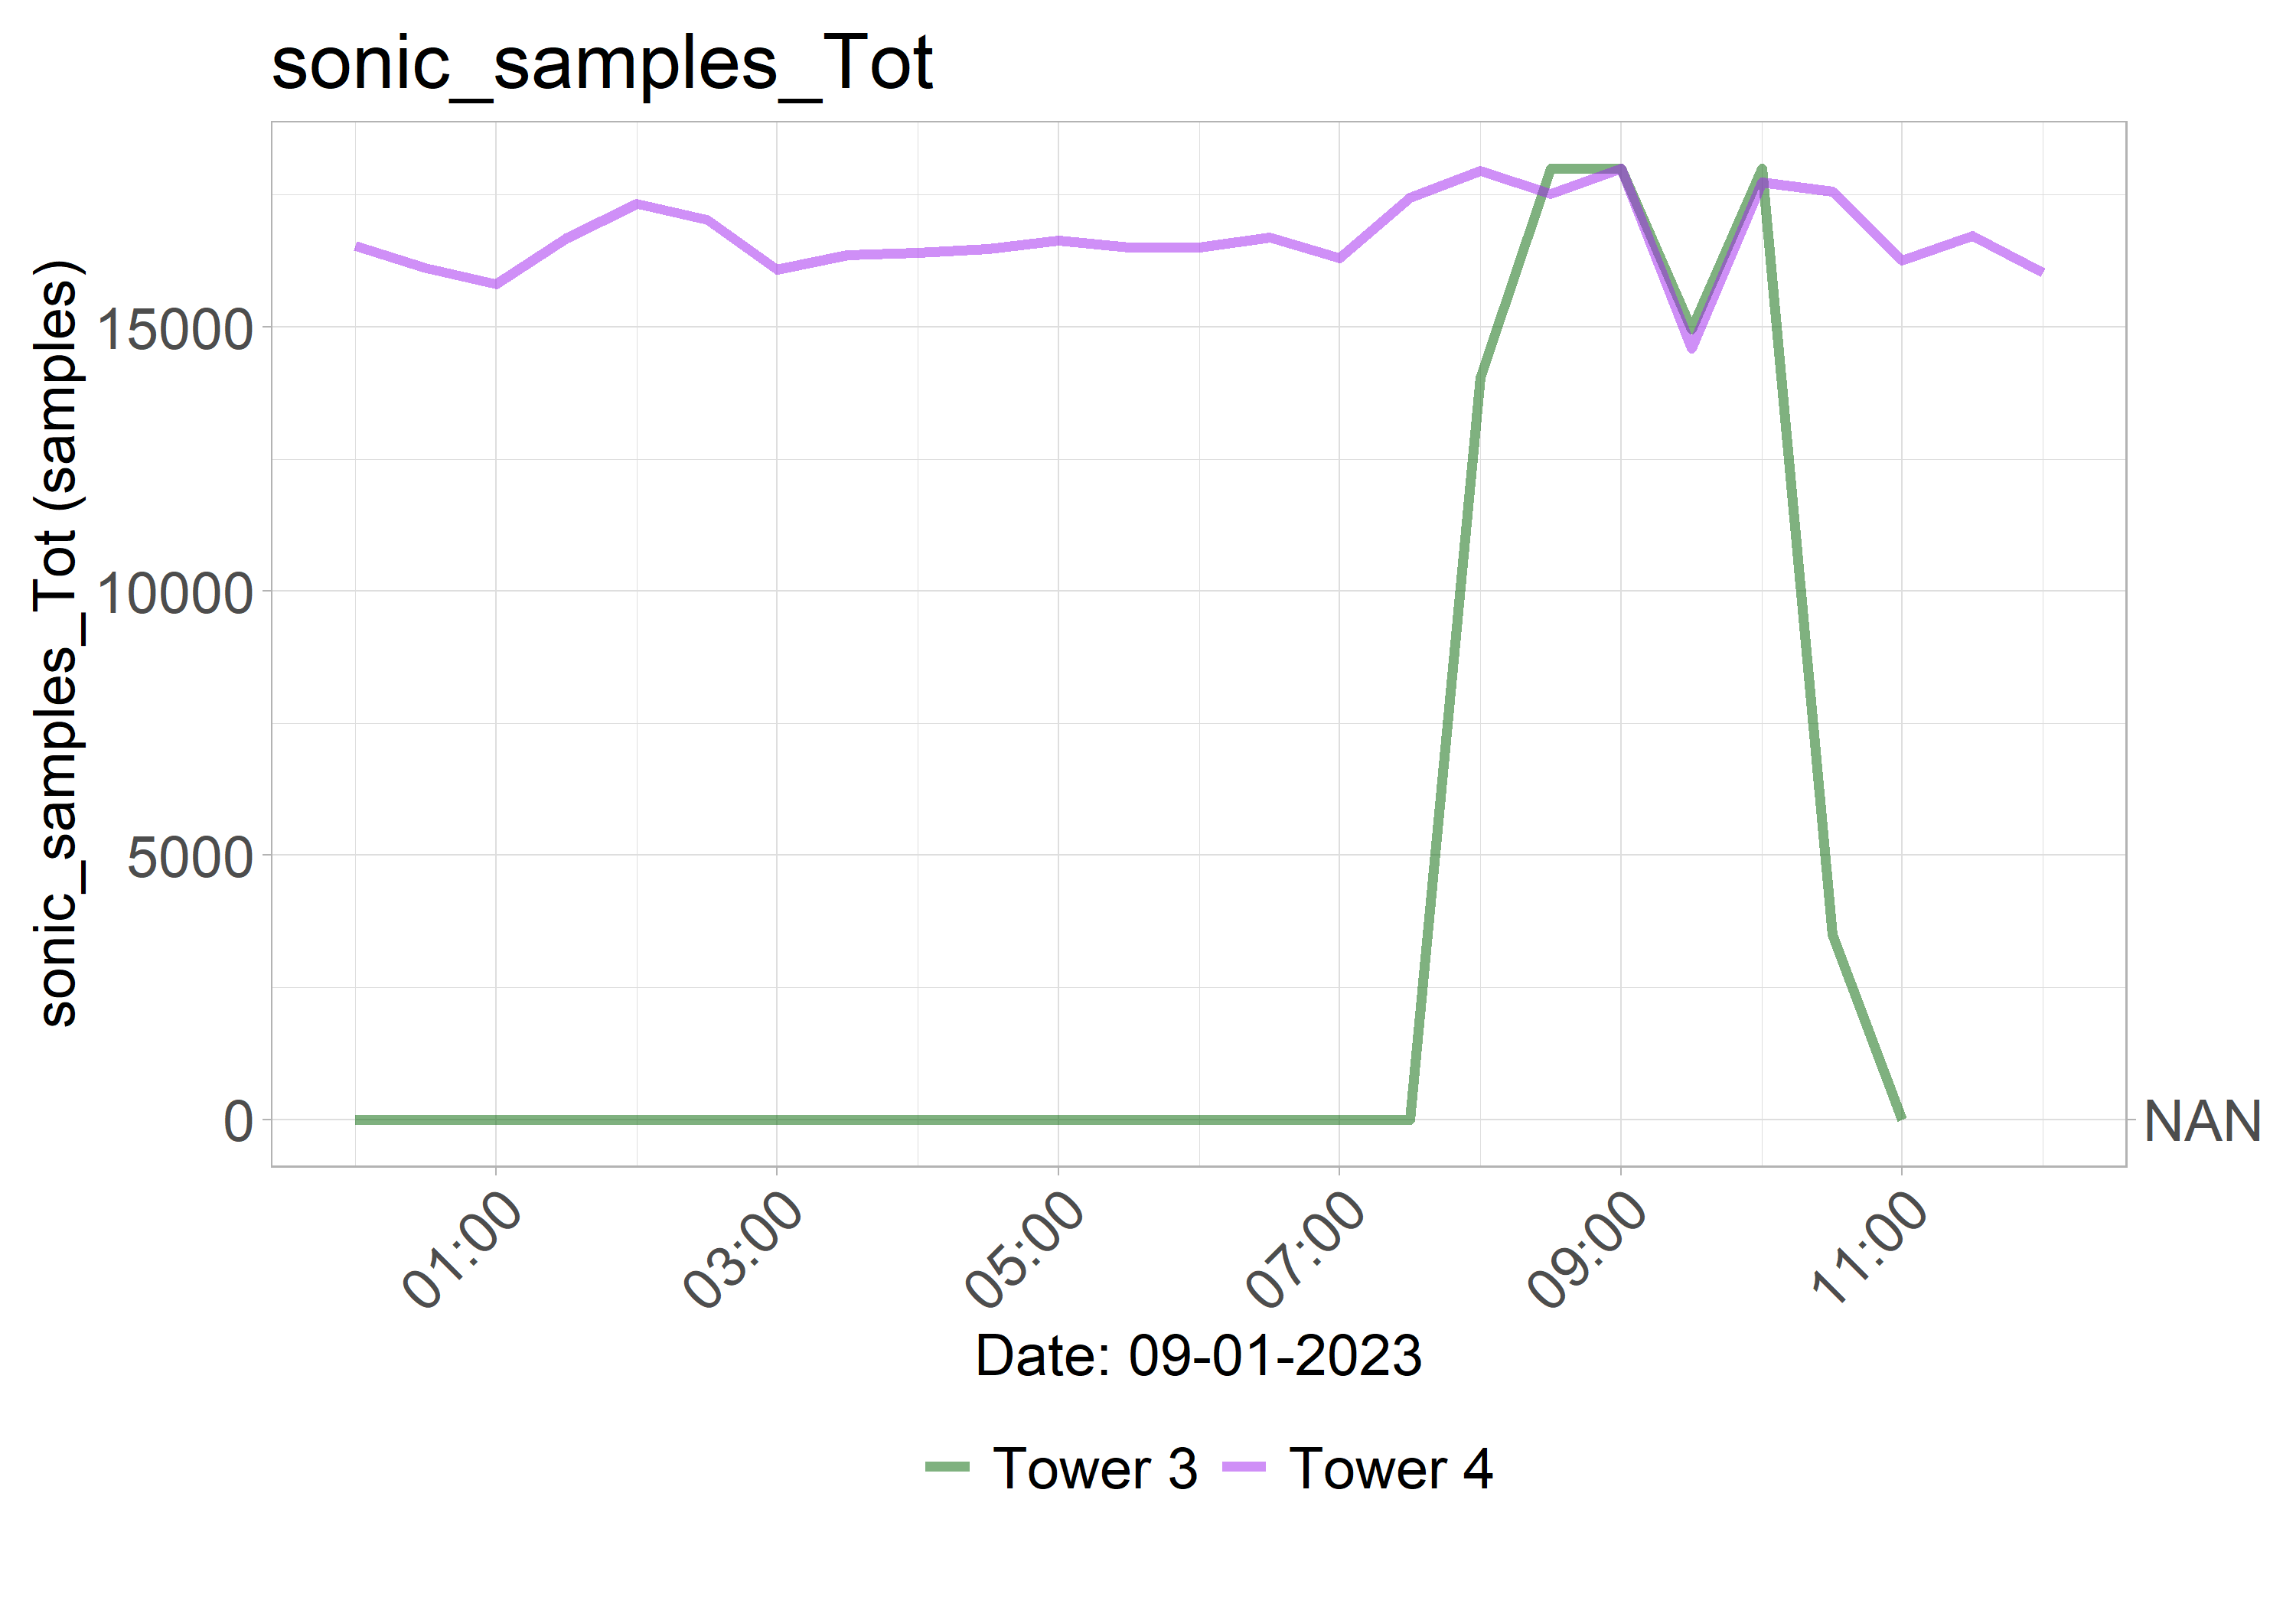 sonic_samples_Tot
sonic_samples_Tot (samples)
15000
10000
5000
0
NAN
01:00
03:00
05:00
07:00
09:00
11:00
Date: 09-01-2023
Tower 3
Tower 4